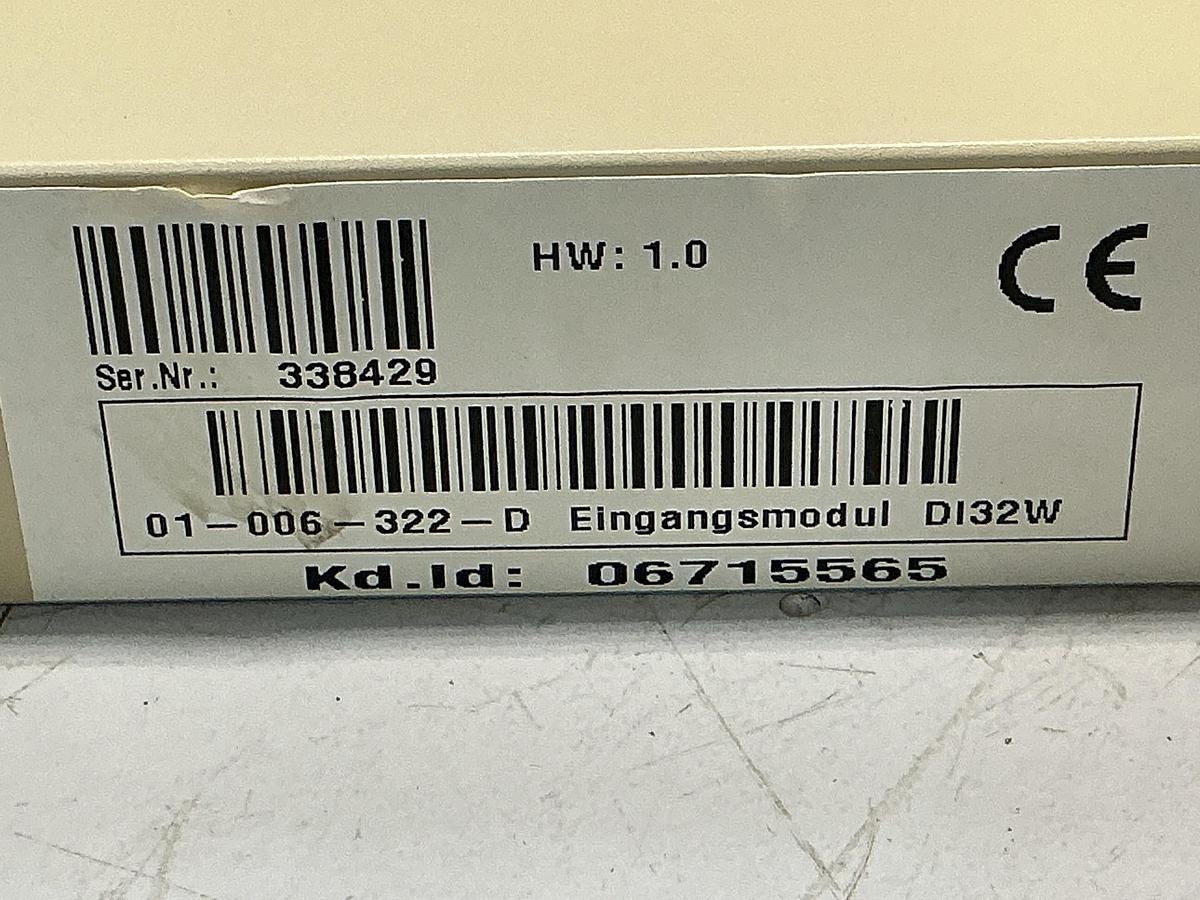 HW: 1.0
CE
Ser.Nr.: 338429
01-006-322-D Eingangsmodul DI32W
Kd.Id: 06715565